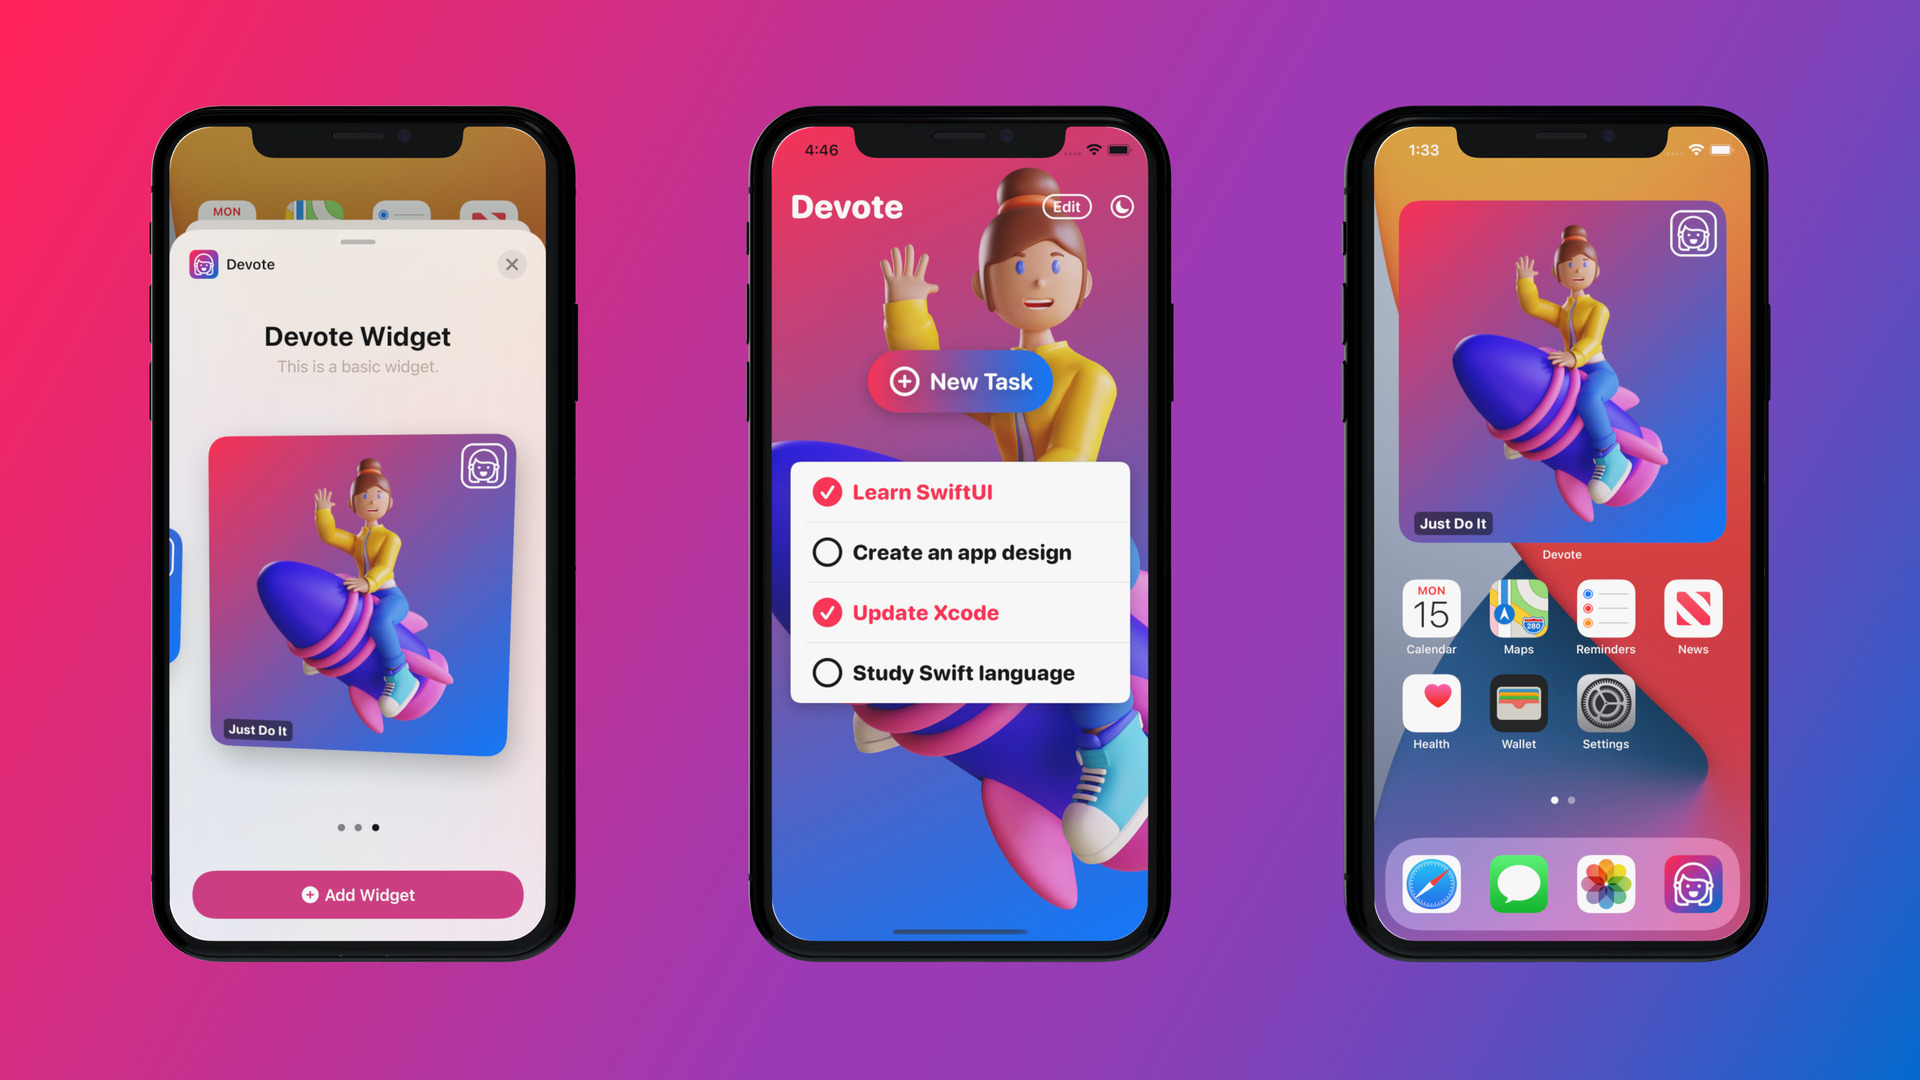 MON
Devote
Devote Widget
This is a basic widget.
Just Do It
Add Widget
4:46
Devote
Edit
New Task
Learn SwiftUI
Create an app design
Update Xcode
Study Swift language
1:33
Just Do It
Devote
MON
15
280
Calendar
Maps
Reminders
News
Health
Wallet
Settings